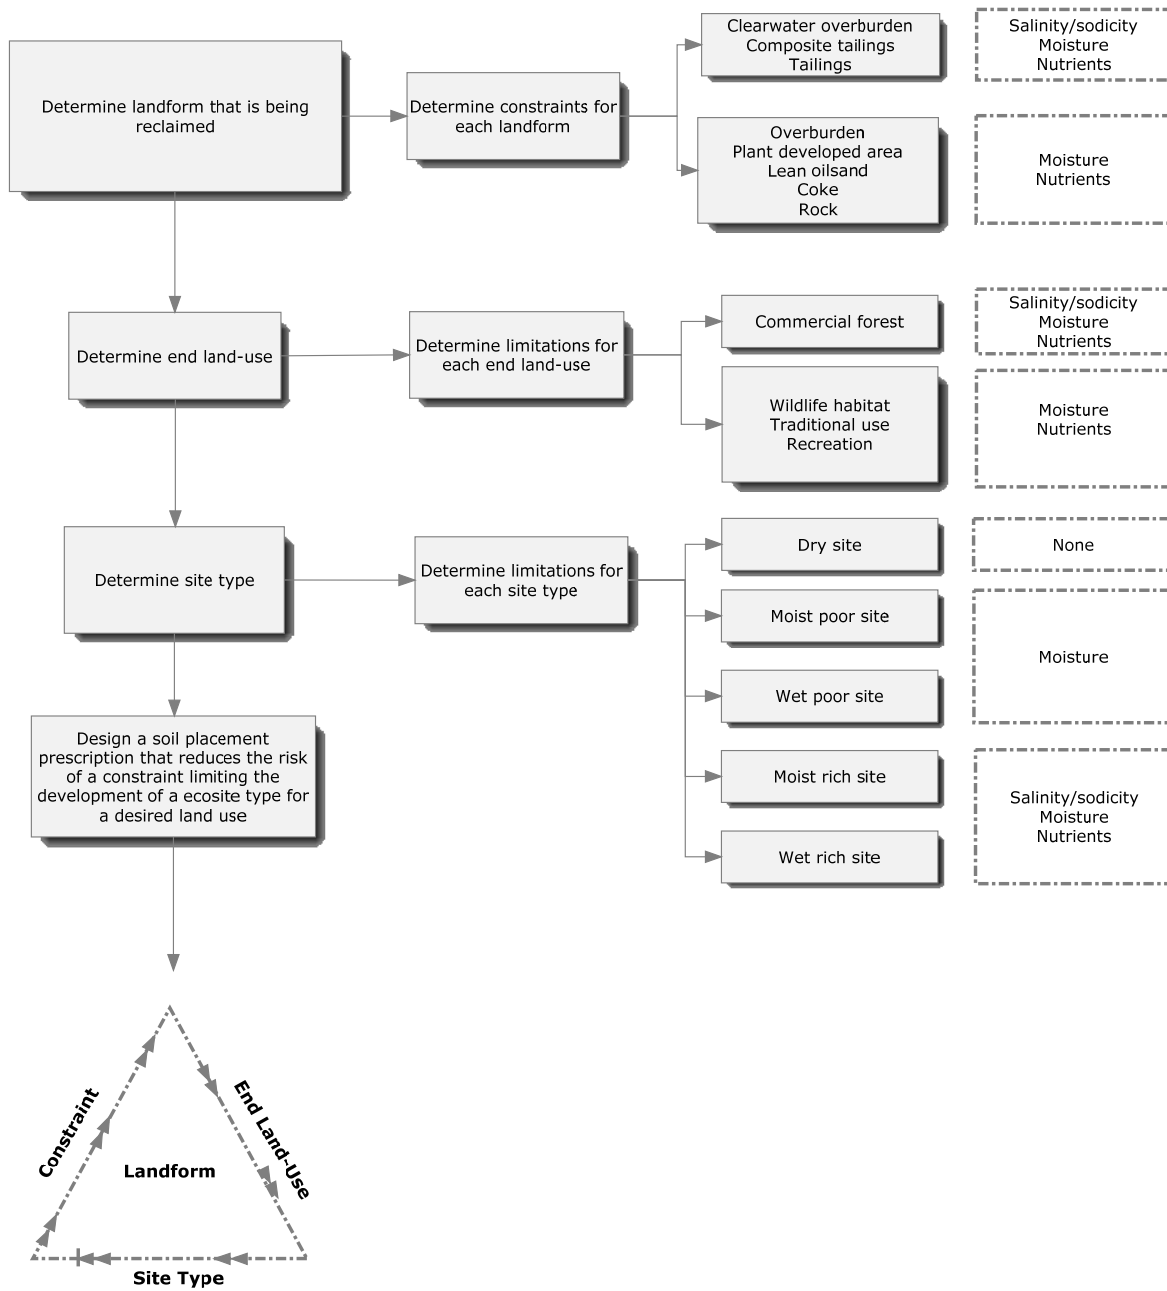 Determine landform that is being
reclaimed
Determine constraints for
each landform
Clearwater overburden
Composite tailings
Tailings
Salinity/sodicity
Moisture
Nutrients
Overburden
Plant developed area
Lean oilsand
Coke
Rock
Moisture
Nutrients
Determine end land-use
Determine limitations for
each end land-use
Commercial forest
Salinity/sodicity
Moisture
Nutrients
Wildlife habitat
Traditional use
Recreation
Moisture
Nutrients
Determine site type
Determine limitations for
each site type
Dry site
None
Moist poor site
Wet poor site
Moisture
Moist rich site
Wet rich site
Salinity/sodicity
Moisture
Nutrients
Design a soil placement
prescription that reduces the risk
of a constraint limiting the
development of a ecosite type for
a desired land use
Constraint
End Land-Use
Landform
Site Type